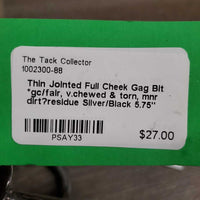 The Tack Collector
1002300-88
Thin Jointed Full Cheek Gag Bit
*gc/fair, v.chewed & torn, mnr
dirt?residue Silver/Black 5.75"
$27.00
PSAY33